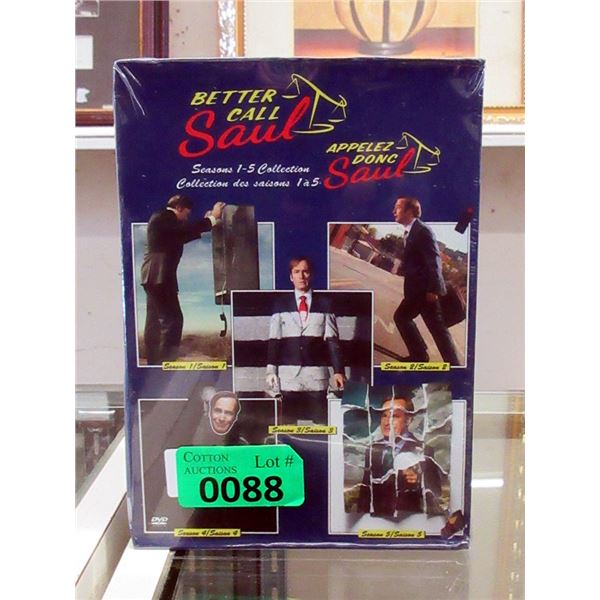 BETTER
CALL
Saul
APPELEZ
DONC
Saul
Seasons 1-5 Collection
Collection des saisons 1 à 5
Season 1/Saison 1
Season 2/Saison 2
Season 3/Saison 3
COTTON
AUCTIONS
Lot #
0088
DVD
Season 4/Saison 4
Season 5/Saison 5